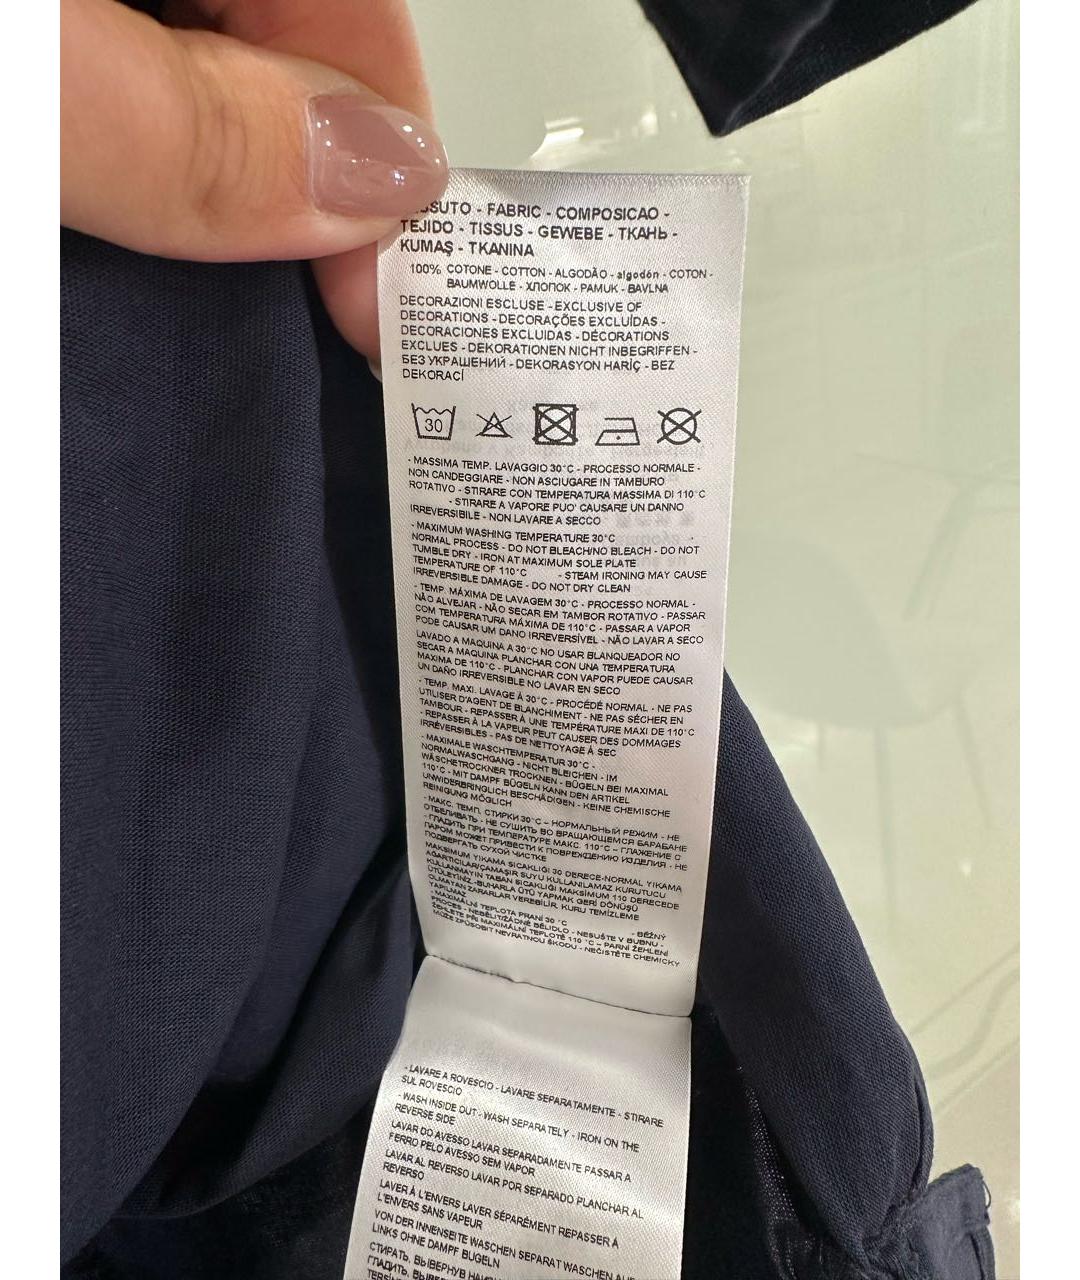 SUTO - FABRIC - COMPOSICAO -
TEJIDO - TISSUS - GEWEBE - ТКАНЬ -
KUMAŞ - TKANINA
100% COTONE - COTTON - ALGODÃO - algodón - COTON -
BAUMWOLLE - ХЛОПОК - PAMUK - BAVLNA
DECORAZIONI ESCLUSE - EXCLUSIVE OF
DECORATIONS - DECORAÇÕES EXCLUÍDAS -
DECORACIONES EXCLUIDAS - DÉCORATIONS
EXCLUES - DEKORATIONEN NICHT INBEGRIFFEN -
БЕЗ УКРАШЕНИЙ - DEKORASYON HARİÇ - BEZ
DEKORACÍ
30
- MASSIMA TEMP. LAVAGGIO 30°C - PROCESSO NORMALE -
NON CANDEGGIARE - NON ASCIUGARE IN TAMBURO
ROTATIVO - STIRARE CON TEMPERATURA MASSIMA DI 110°C
- STIRARE A VAPORE PUO' CAUSARE UN DANNO
IRREVERSIBILE - NON LAVARE A SECCO
- MAXIMUM WASHING TEMPERATURE 30°C -
NORMAL PROCESS - DO NOT BLEACH/NO BLEACH - DO NOT
TUMBLE DRY - IRON AT MAXIMUM SOLE PLATE
TEMPERATURE OF 110°C - STEAM IRONING MAY CAUSE
IRREVERSIBLE DAMAGE - DO NOT DRY CLEAN
- TEMP. MÁXIMA DE LAVAGEM 30°C - PROCESSO NORMAL -
NÃO ALVEJAR - NÃO SECAR EM TAMBOR ROTATIVO - PASSAR
COM TEMPERATURA MÁXIMA DE 110°C - PASSAR A VAPOR
PODE CAUSAR UM DANO IRREVERSÍVEL - NÃO LAVAR A SECO
LAVADO A MAQUINA A 30°C NO USAR BLANQUEADOR NO
SECAR A MAQUINA PLANCHAR CON UNA TEMPERATURA
MAXIMA DE 110°C - PLANCHAR CON VAPOR PUEDE CAUSAR
UN DAÑO IRREVERSIBLE NO LAVAR EN SECO
- TEMP. MAXI. LAVAGE À 30°C - PROCÉDÉ NORMAL - NE PAS
UTILISER D'AGENT DE BLANCHIMENT - NE PAS SÉCHER EN
TAMBOUR - REPASSER À UNE TEMPÉRATURE MAXI DE 110°C
- REPASSER À LA VAPEUR PEUT CAUSER DES DOMMAGES
IRRÉVERSIBLES - PAS DE NETTOYAGE À SEC
- MAXIMALE WASCHTEMPERATUR 30°C -
NORMALWASCHGANG - NICHT BLEICHEN - IM
WÄSCHETROCKNER TROCKNEN - BÜGELN BEI MAXIMAL
110°C - MIT DAMPF BÜGELN KANN DEN ARTIKEL
UNWIDERBRINGLICH BESCHÄDIGEN - KEINE CHEMISCHE
REINIGUNG MÖGLICH
- МАКС. ТЕМП. СТИРКИ 30°C – НОРМАЛЬНЫЙ РЕЖИМ - НЕ
ОТБЕЛИВАТЬ - НЕ СУШИТЬ ВО ВРАЩАЮЩЕМСЯ БАРАБАНЕ
- ГЛАДИТЬ ПРИ ТЕМПЕРАТУРЕ МАКС. 110°C – ГЛАЖЕНИЕ С
ПАРОМ МОЖЕТ ПРИВЕСТИ К ПОВРЕЖДЕНИЮ ИЗДЕЛИЯ - НЕ
ПОДВЕРГАТЬ СУХОЙ ЧИСТКЕ
MAKSIMUM YIKAMA SICAKLIĞI 30 DERECE-NORMAL YIKAMA
AĞARTICILAR/ÇAMAŞIR SUYU KULLANILAMAZ KURUTUCU
KULLANMAYIN TABAN SICAKLIĞI MAKSIMUM 110 DERECEDE
ÜTÜLEYİNİZ.-BUHARLA ÜTÜ YAPMAK GERİ DÖNÜŞÜ
OLMAYAN ZARARLAR VEREBİLİR. KURU TEMİZLEME
YAPILMAZ
- MAXIMÁLNÍ TEPLOTA PRANÍ 30 °C - BĚŽNÝ
PROCES - NEBĚLIT/ŽÁDNÉ BĚLIDLO - NESUŠTE V BUBNU -
ŽEHLETE PŘI MAXIMÁLNÍ TEPLOTĚ 110 °C – PARNÍ ŽEHLENÍ
MŮŽE ZPŮSOBIT NEVRATNOU ŠKODU - NEČISTĚTE CHEMICKY
- LAVARE A ROVESCIO - LAVARE SEPARATAMENTE - STIRARE
SUL ROVESCIO
- WASH INSIDE OUT - WASH SEPARATELY - IRON ON THE
REVERSE SIDE
LAVAR DO AVESSO LAVAR SEPARADAMENTE PASSAR A
FERRO PELO AVESSO SEM VAPOR
LAVAR AL REVERSO LAVAR POR SEPARADO PLANCHAR AL
REVERSO
LAVER À L'ENVERS LAVER SÉPARÉMENT REPASSER À
L'ENVERS SANS VAPEUR
VON DER INNENSEITE WASCHEN SEPARAT WASCHEN AUF
LINKS OHNE DAMPF BÜGELN
СТИРАТЬ, ВЫВЕРНУВ
ГЛАДИТЬ,